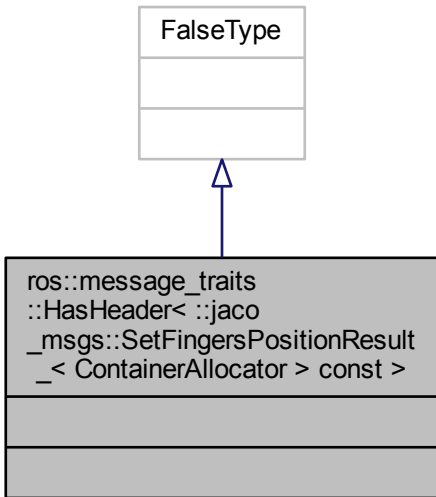 FalseType
ros::message_traits
::HasHeader< ::jaco
_msgs::SetFingersPositionResult
_< ContainerAllocator > const >